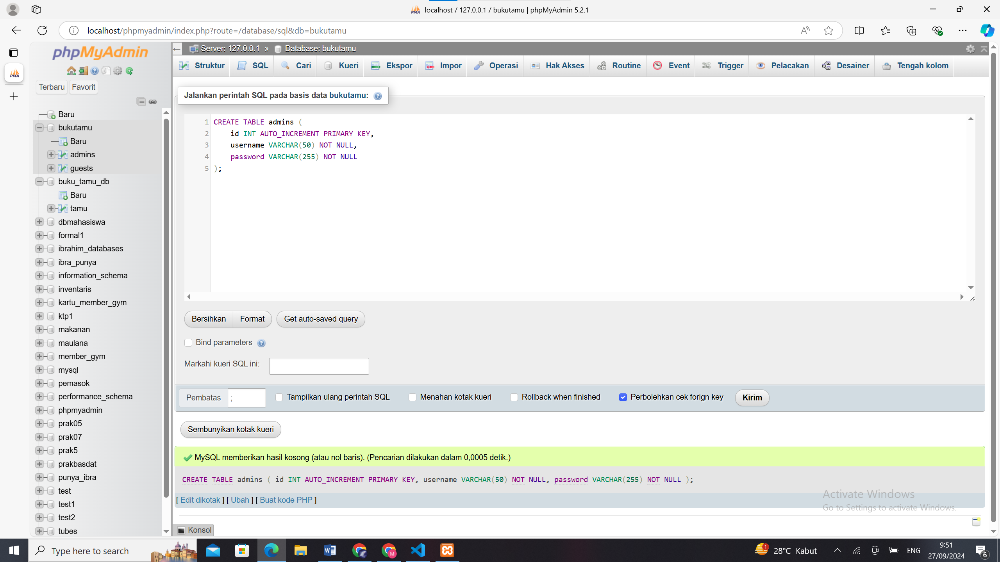 localhost / 127.0.0.1 / bukutamu | phpMyAdmin 5.2.1
localhost/phpmyadmin/index.php?route=/database/sql&db=bukutamu
phpMyAdmin
Terbaru Favorit
Baru
bukutamu
Baru
admins
guests
buku_tamu_db
Baru
tamu
dbmahasiswa
formal1
ibrahim_databases
ibra_punya
information_schema
inventaris
kartu_member_gym
ktp1
makanan
maulana
member_gym
mysql
pemasok
performance_schema
phpmyadmin
prak05
prak07
prak5
prakbasdat
punya_ibra
test
test1
test2
tubes
Server: 127.0.0.1 » Database: bukutamu
Struktur SQL Cari Kueri Ekspor Impor Operasi Hak Akses Routine Event Trigger Pelacakan Desainer Tengah kolom
Jalankan perintah SQL pada basis data bukutamu:
1 CREATE TABLE admins (
2 id INT AUTO_INCREMENT PRIMARY KEY,
3 username VARCHAR(50) NOT NULL,
4 password VARCHAR(255) NOT NULL
5 );
Bersihkan Format Get auto-saved query
Bind parameters
Markahi kueri SQL ini:
Pembatas ; Tampilkan ulang perintah SQL Menahan kotak kueri Rollback when finished Perbolehkan cek forign key Kirim
Sembunyikan kotak kueri
MySQL memberikan hasil kosong (atau nol baris). (Pencarian dilakukan dalam 0,0005 detik.)
CREATE TABLE admins ( id INT AUTO_INCREMENT PRIMARY KEY, username VARCHAR(50) NOT NULL, password VARCHAR(255) NOT NULL );
[ Edit dikotak ] [ Ubah ] [ Buat kode PHP ]
Activate Windows
Go to Settings to activate Windows.
Konsol
Type here to search
1
28°C Kabut
ENG
9:51
27/09/2024
6
PMA
PMA
M